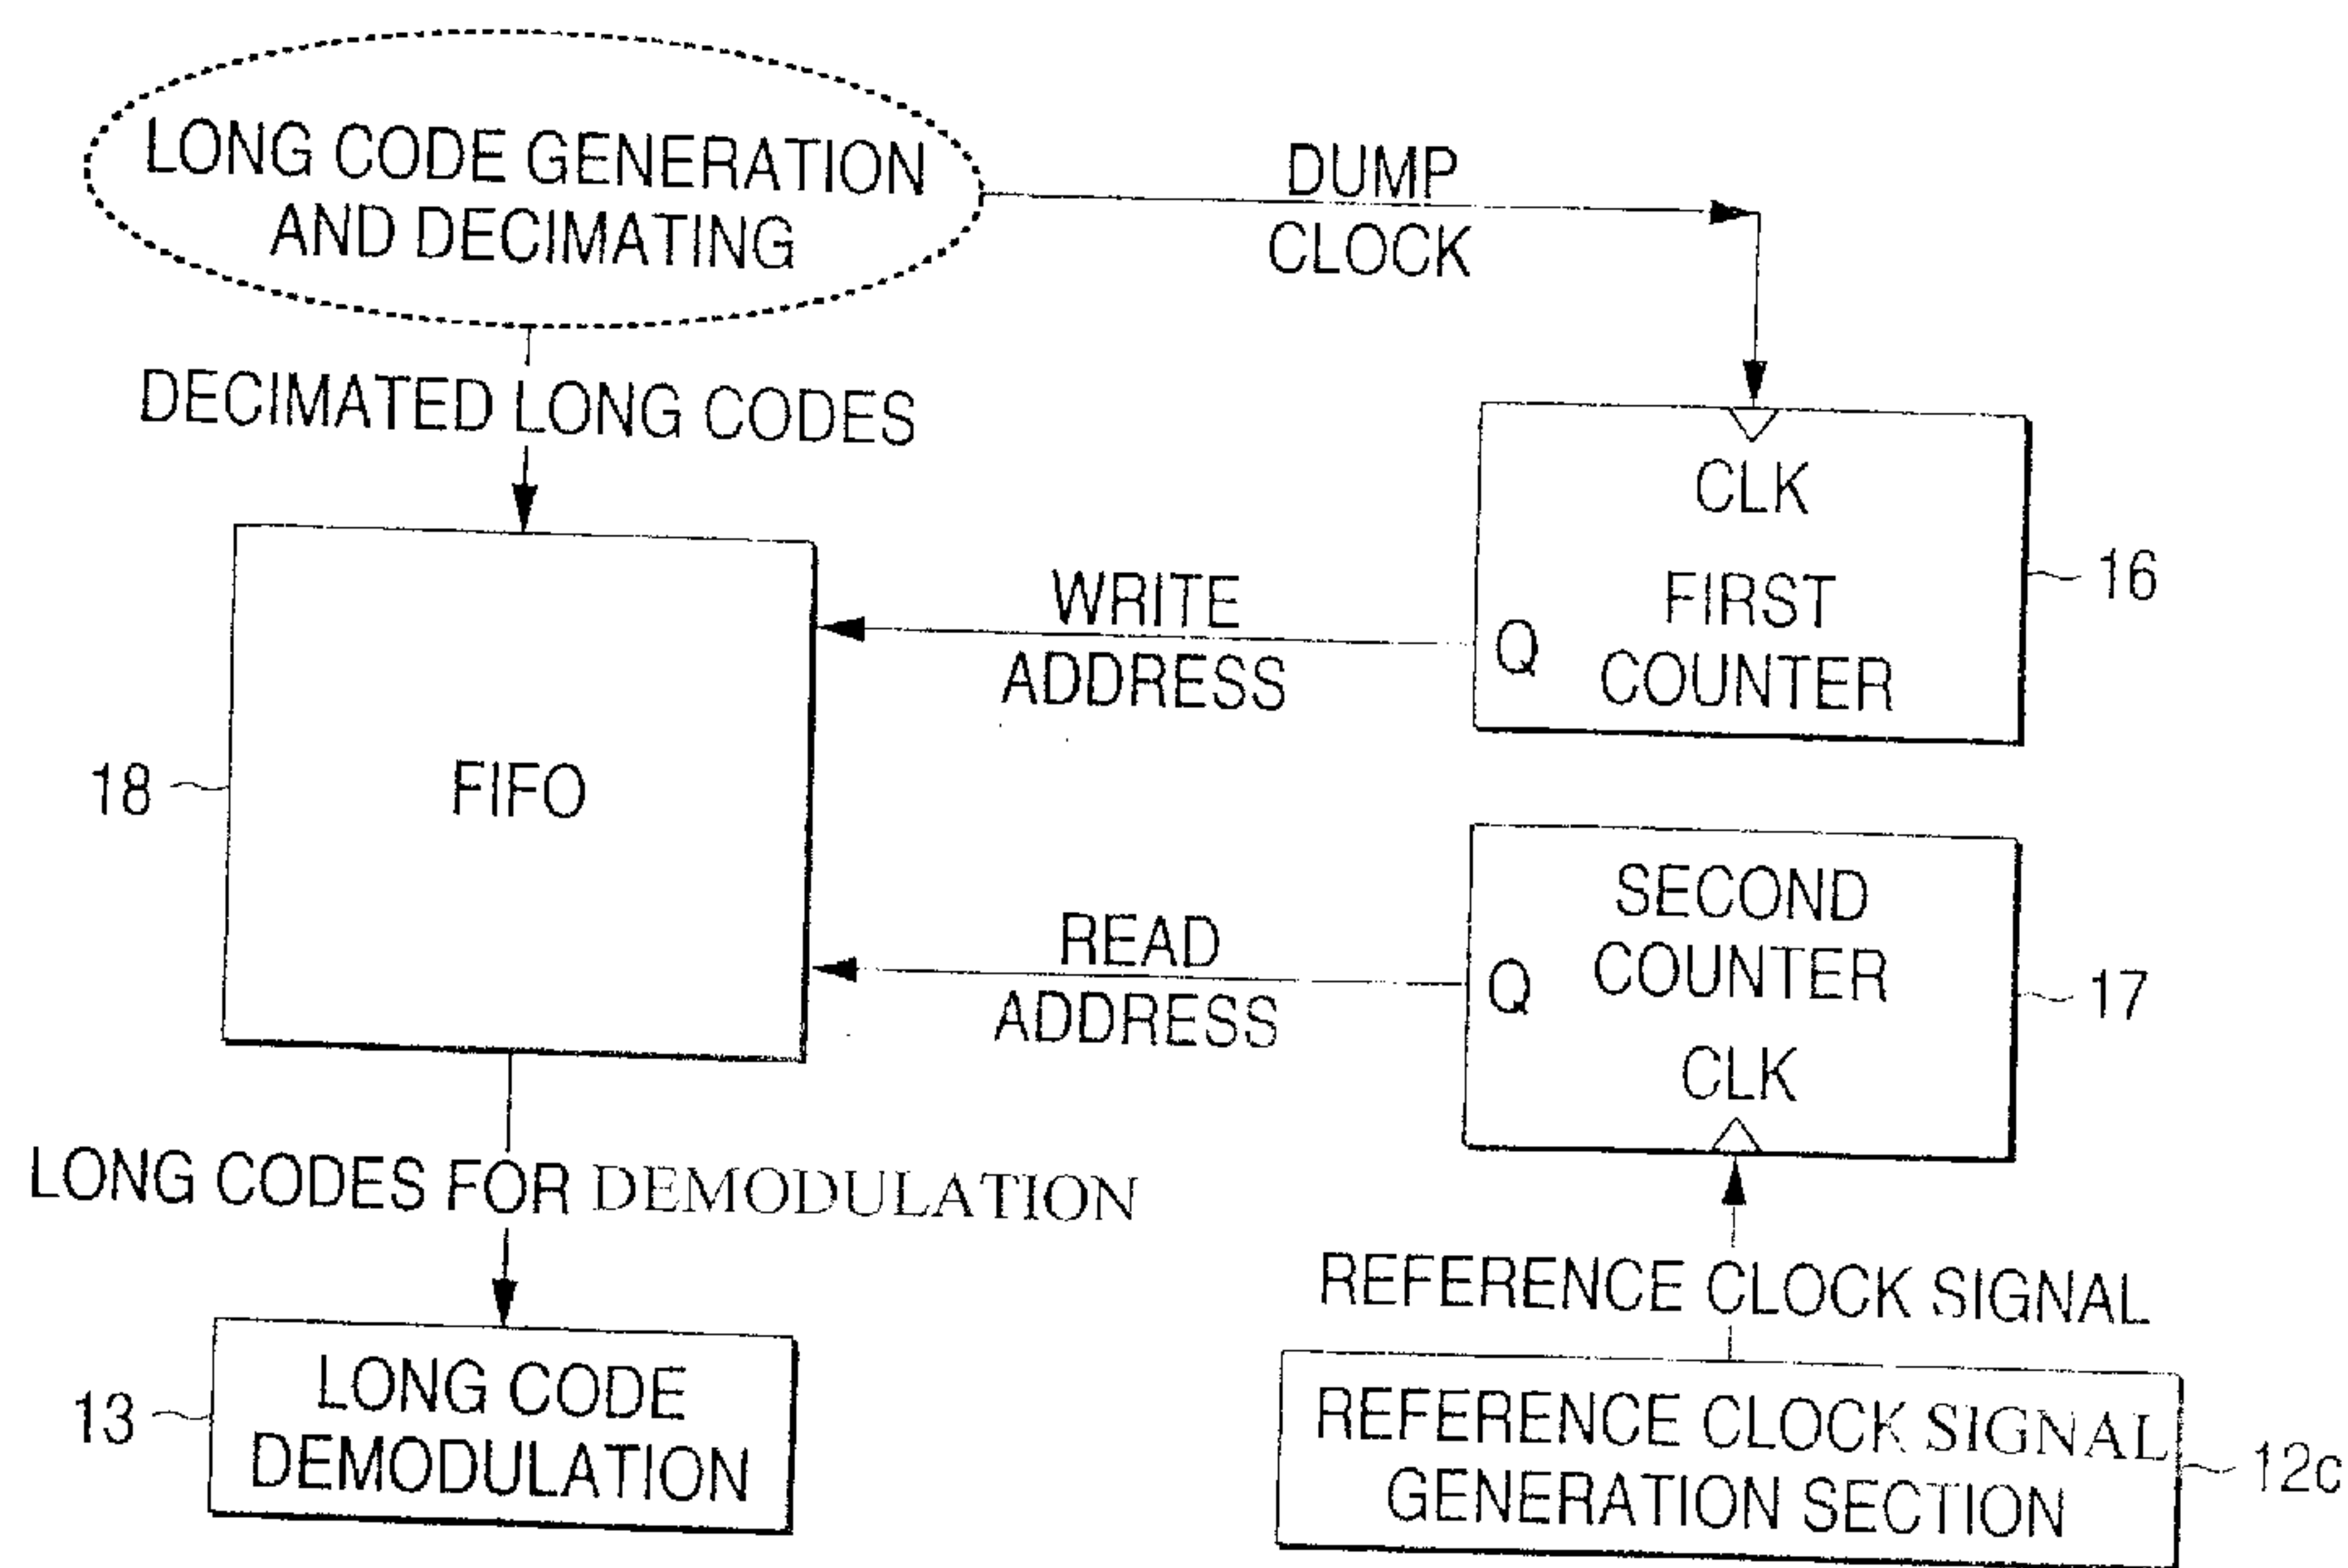 LONG CODE GENERATION
AND DECIMATING
DUMP
CLOCK
DECIMATED LONG CODES
CLK
FIRST
COUNTER
Q
16
WRITE
ADDRESS
18
FIFO
SECOND
COUNTER
Q
CLK
17
READ
ADDRESS
LONG CODES FOR DEMODULATION
REFERENCE CLOCK SIGNAL
13
LONG CODE
DEMODULATION
REFERENCE CLOCK SIGNAL
GENERATION SECTION
12c